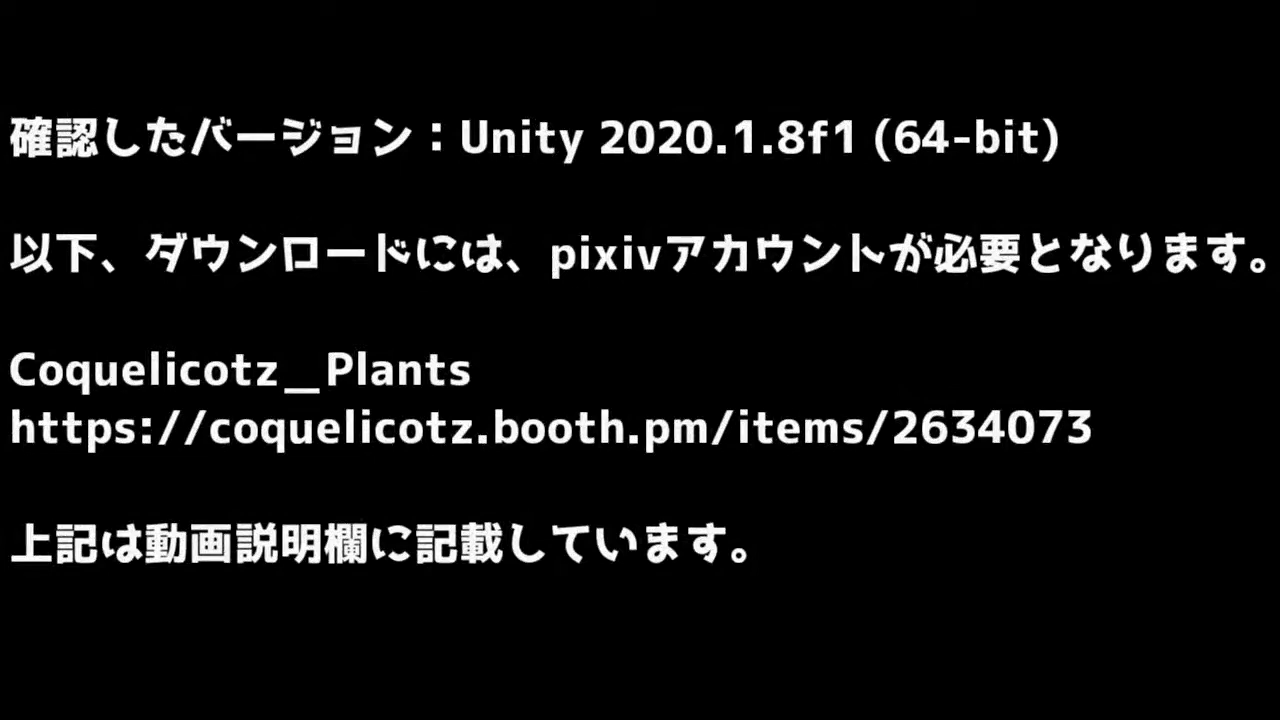 確認したバージョン：Unity 2020.1.8f1 (64-bit)
以下、ダウンロードには、pixivアカウントが必要となります。
Coquelicotz＿Plants
https://coquelicotz.booth.pm/items/2634073
上記は動画説明欄に記載しています。